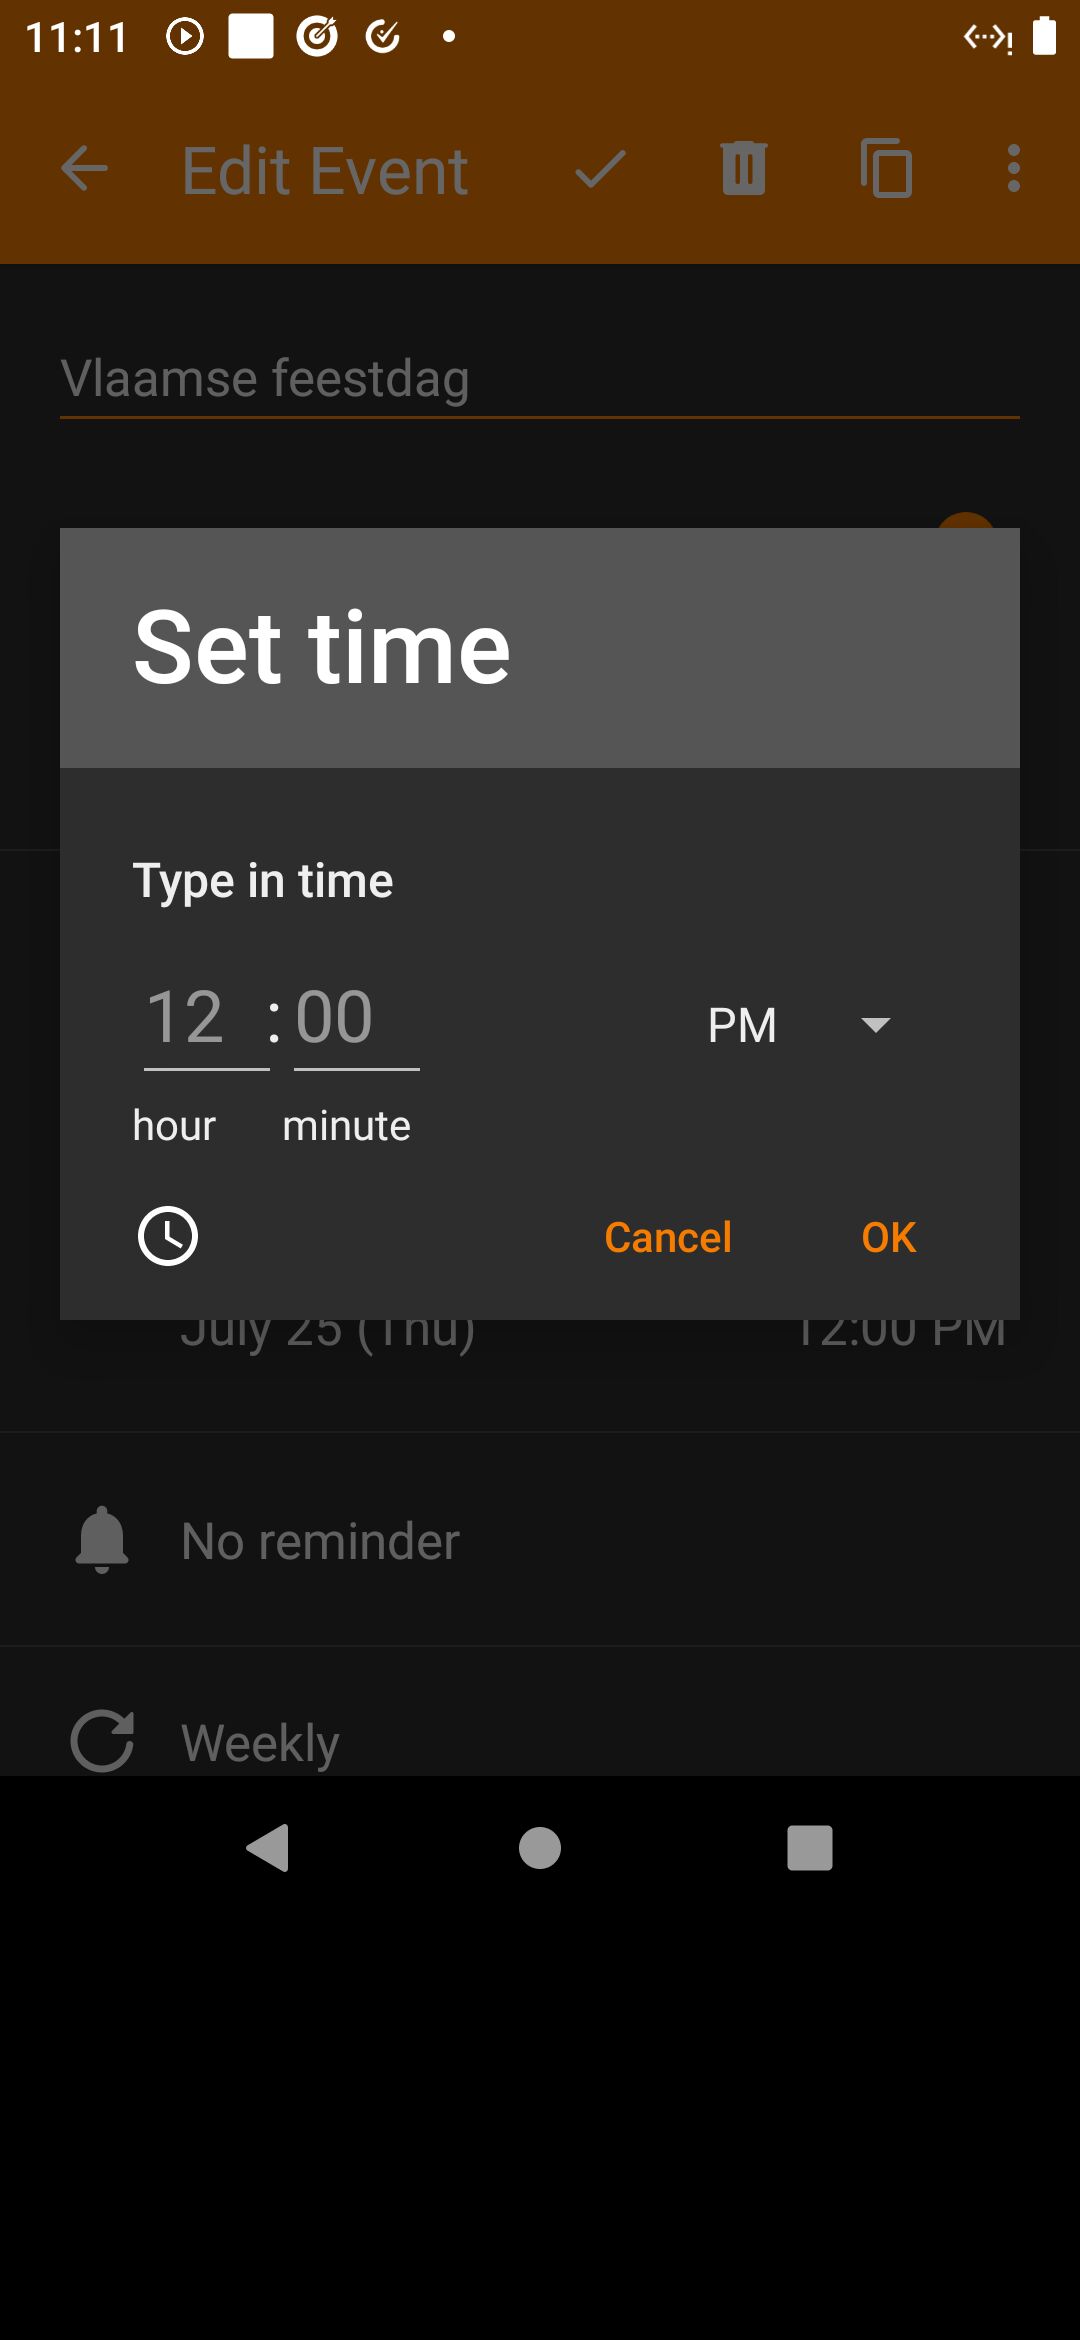 11:11
Edit Event
Vlaamse feestdag
Set time
Type in time
12 : 00 PM
hour minute
Cancel OK
July 25 (Thu) 12:00 PM
No reminder
Weekly